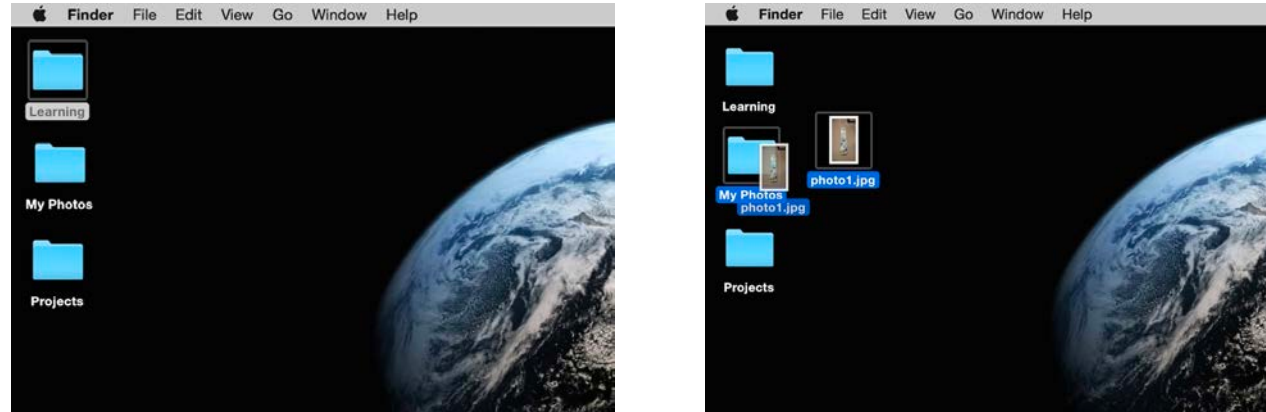 Finder File Edit View Go Window Help
Learning
My Photos
Projects
Finder File Edit View Go Window Help
Learning
photo1.jpg
My Photos
photo1.jpg
Projects